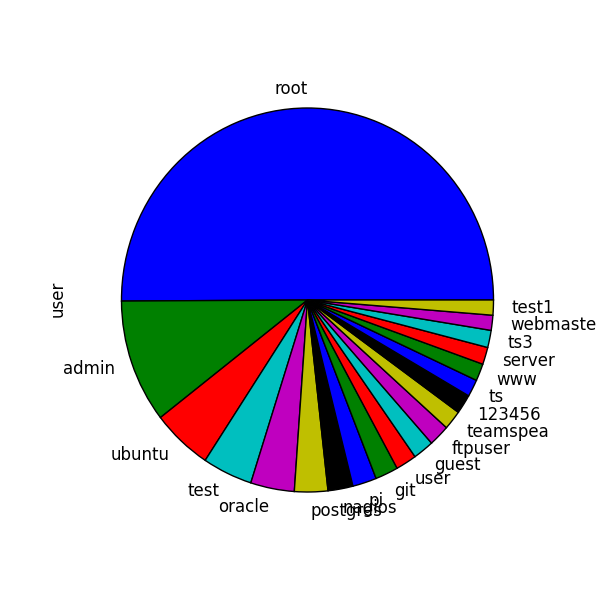 root
user
admin
ubuntu
test
oracle
postgres
nagios
pi
git
user
guest
ftpuser
teamspea
123456
ts
www
server
ts3
webmaste
test1